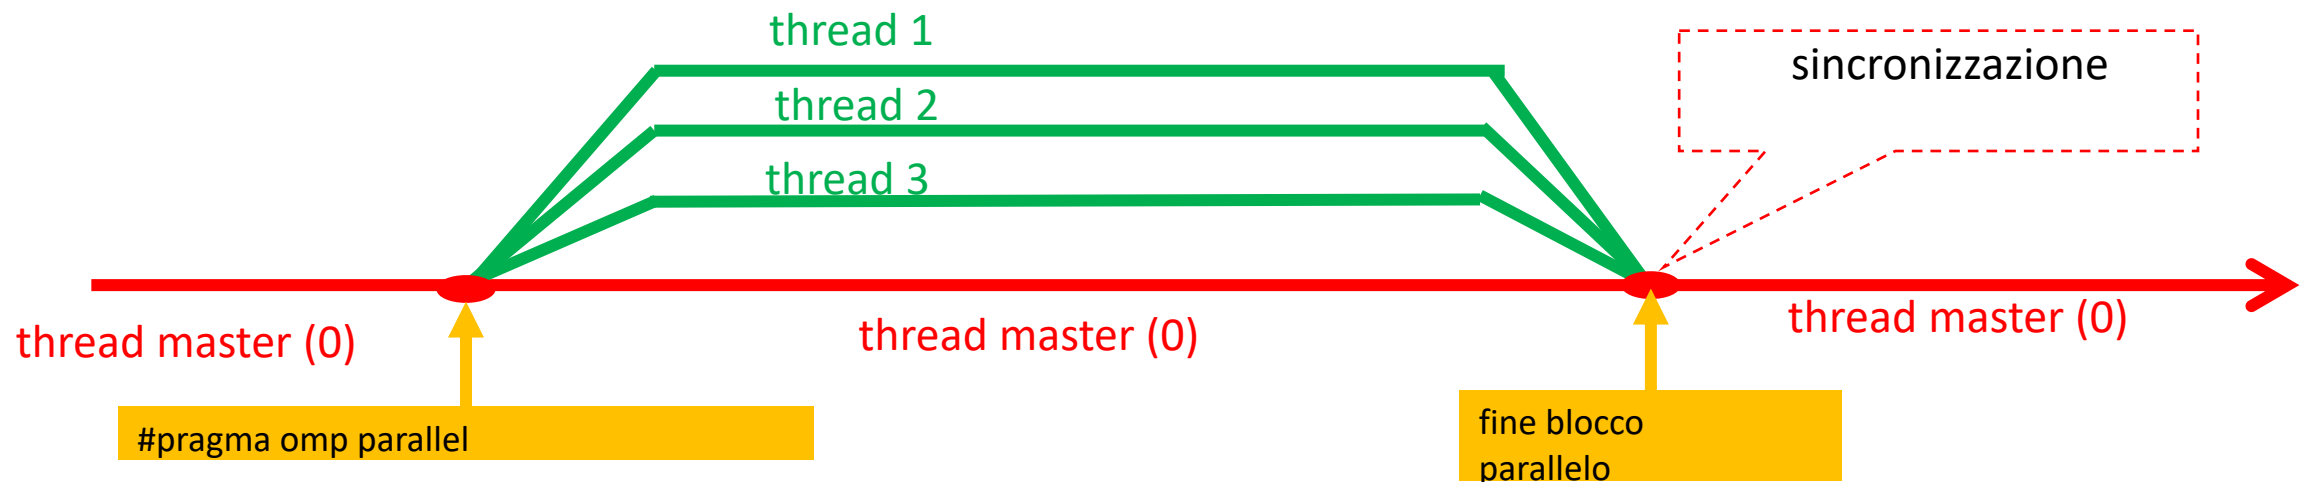 thread 1
sincronizzazione
thread 2
thread 3
thread master (0)
thread master (0)
thread master (0)
#pragma omp parallel
fine blocco
parallelo